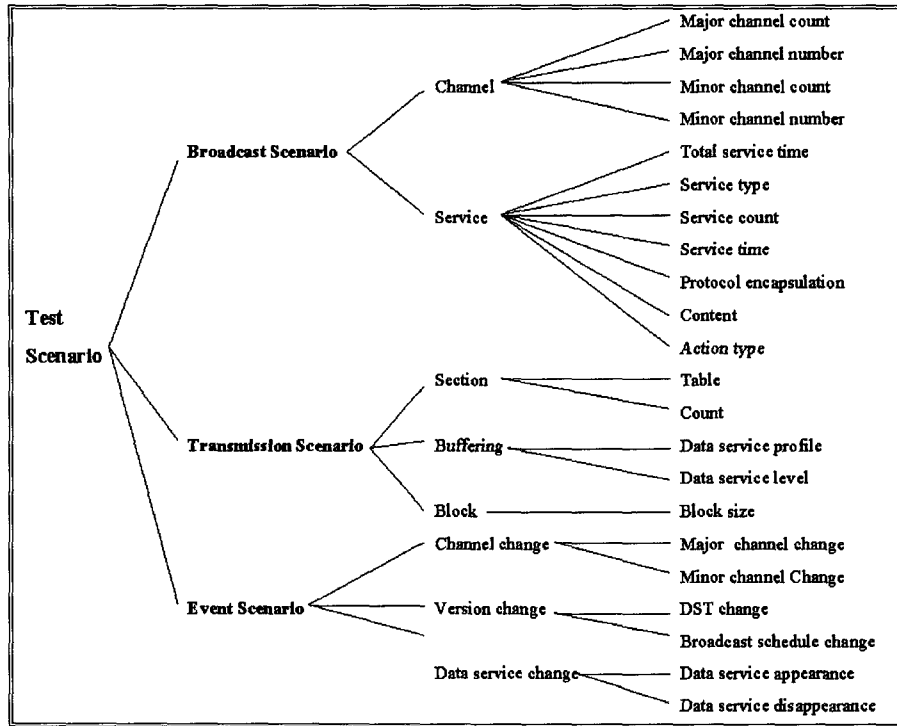 Test
Scenario
Broadcast Scenario
Channel
Major channel count
Major channel number
Minor channel count
Minor channel number
Service
Total service time
Service type
Service count
Service time
Protocol encapsulation
Content
Action type
Transmission Scenario
Section
Table
Count
Buffering
Data service profile
Data service level
Block
Block size
Event Scenario
Channel change
Major channel change
Minor channel Change
Version change
DST change
Broadcast schedule change
Data service change
Data service appearance
Data service disappearance